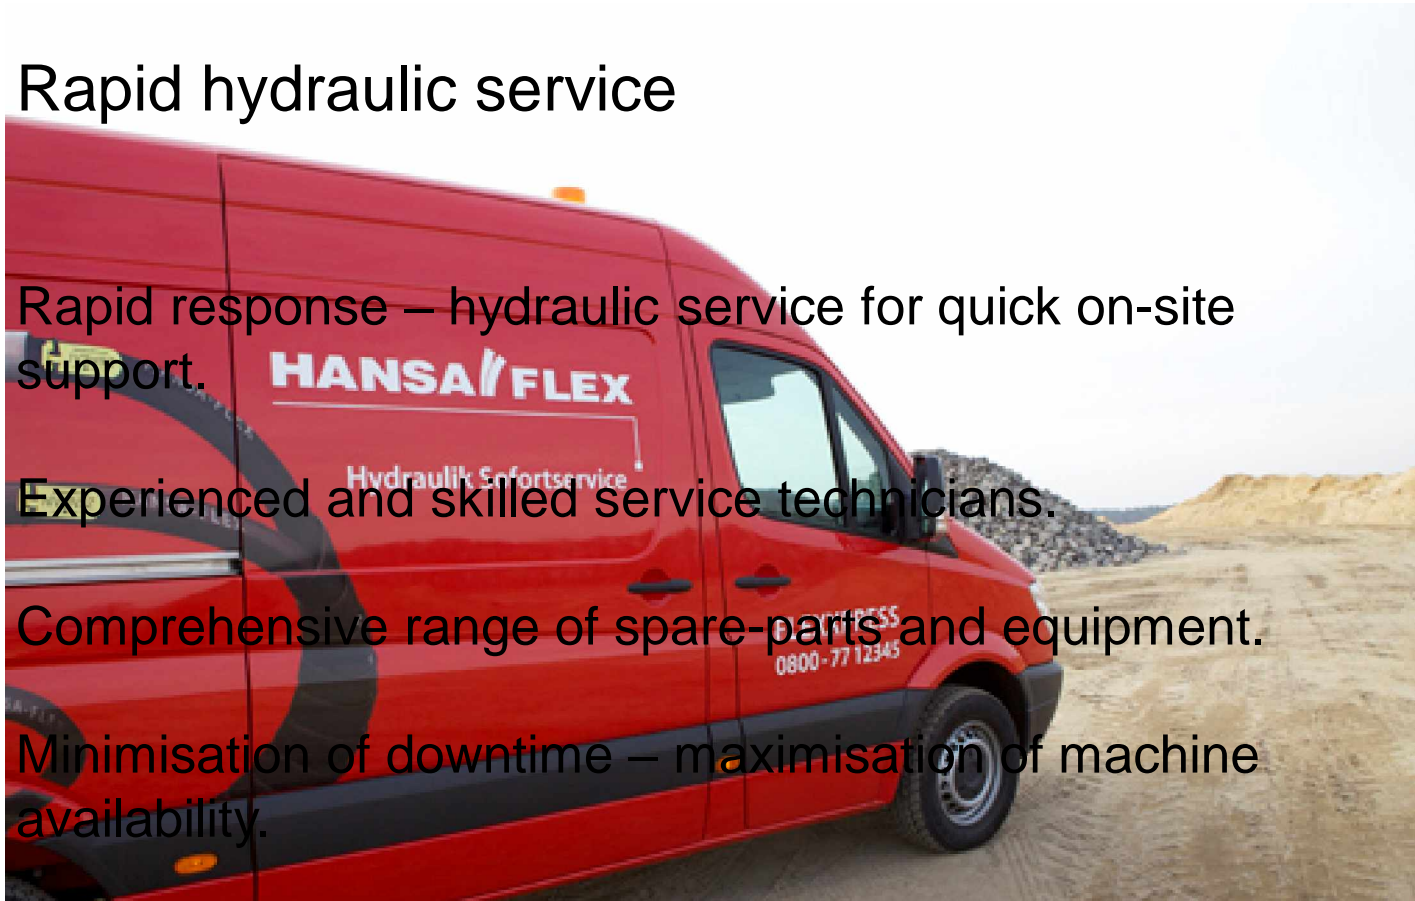 Rapid hydraulic service
Rapid response – hydraulic service for quick on-site
support.
HANSA FLEX
Hydraulik Sofortservice
Experienced and skilled service technicians.
Comprehensive range of spare-parts and equipment.
0800-77 12345
Minimisation of downtime – maximisation of machine
availability.